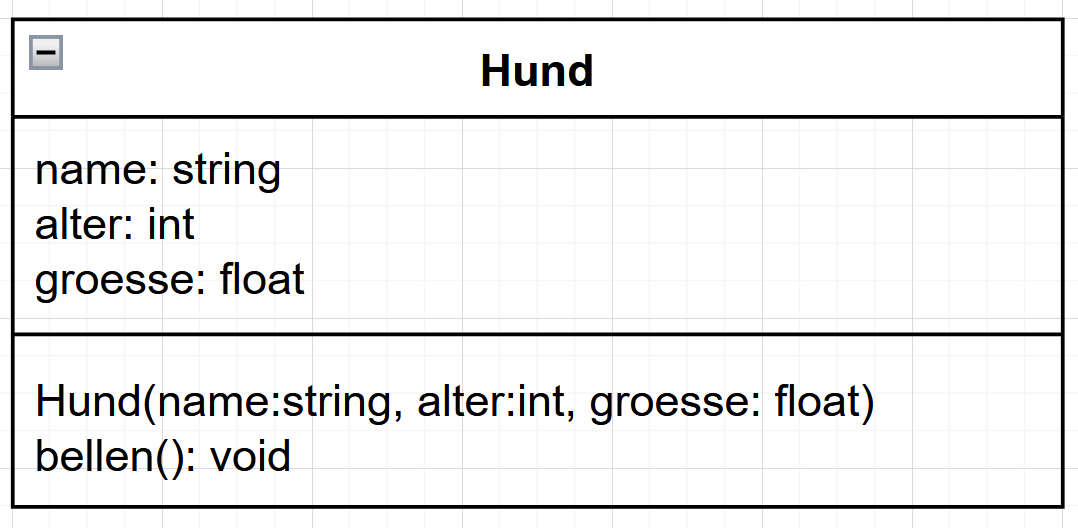 Hund
name: string
alter: int
groesse: float
Hund(name:string, alter:int, groesse: float)
bellen(): void